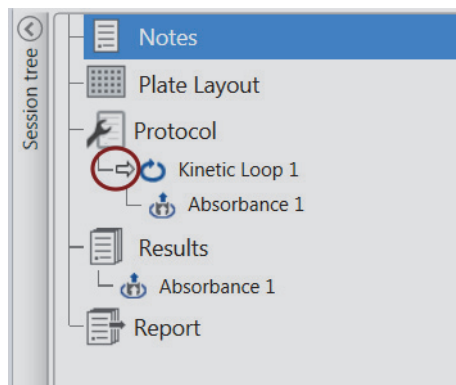 Session tree
Notes
Plate Layout
Protocol
Kinetic Loop 1
Absorbance 1
Results
Absorbance 1
Report